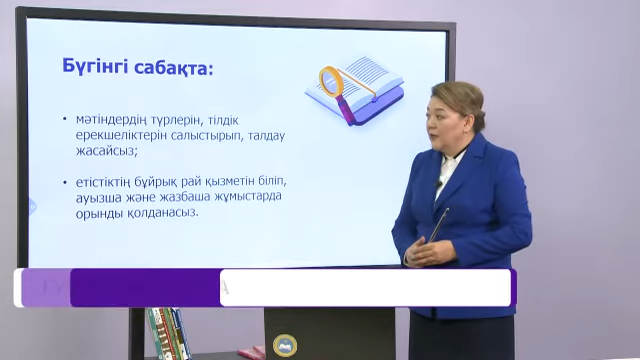 Бүгінгі сабақта:
• мәтіндердің түрлерін, тілдік
ерекшеліктерін салыстырып, талдау
жасайсыз;
• етістіктің бұйрық рай қызметін біліп,
ауызша және жазбаша жұмыстарда
орынды қолданасыз.